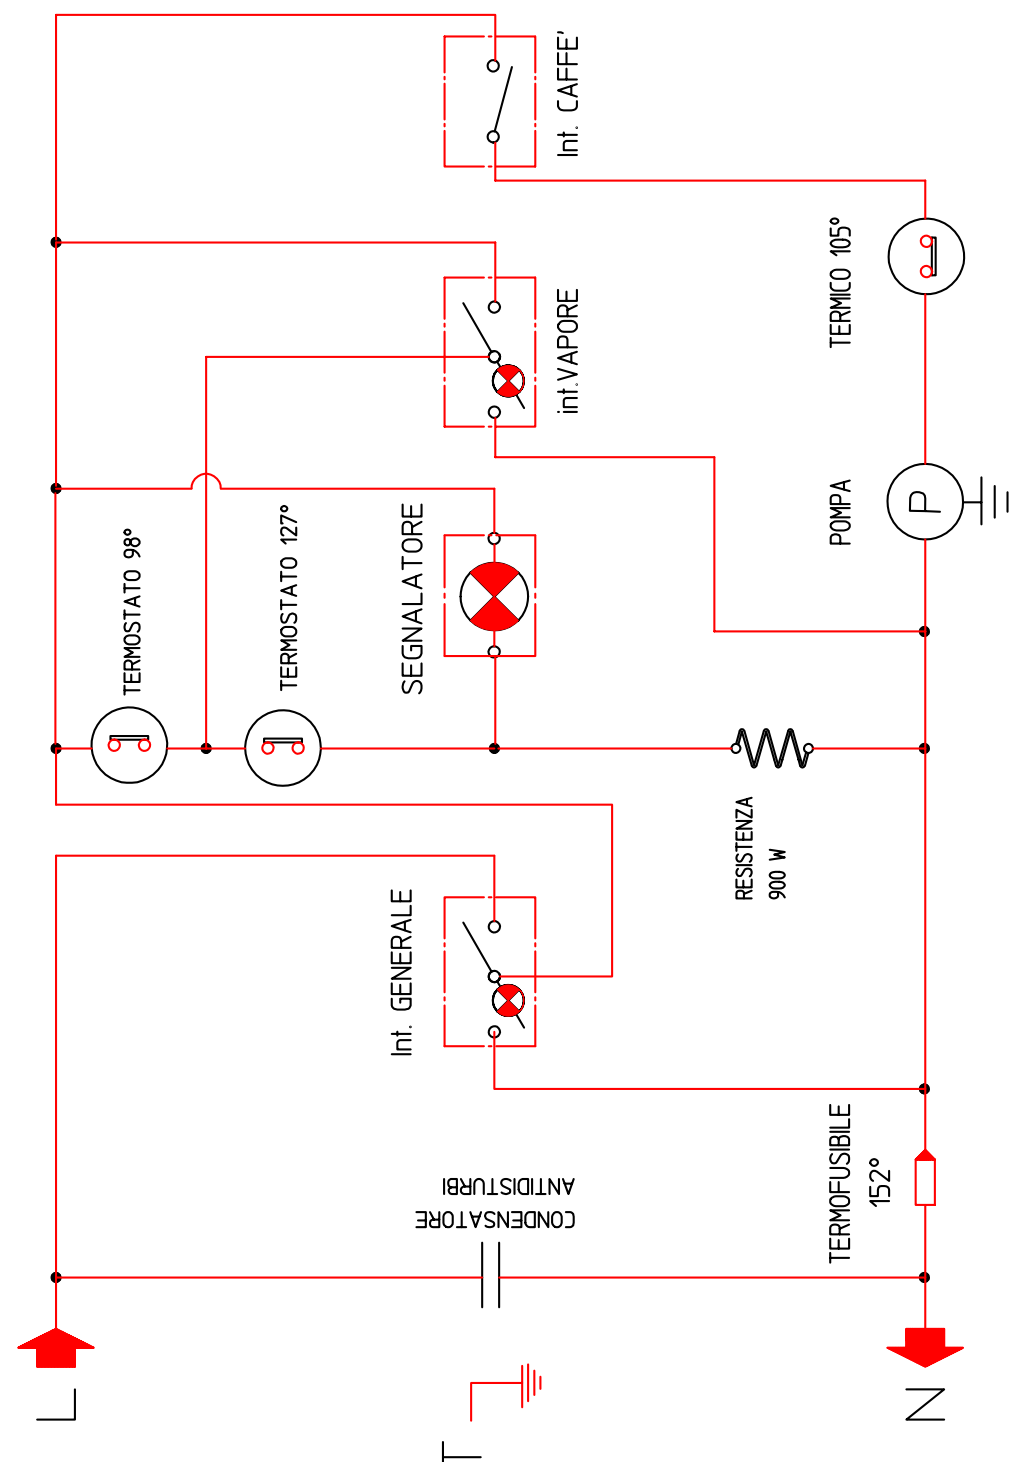 Int. CAFFE'
TERMICO 105°
int.VAPORE
POMPA
P
SEGNALATORE
TERMOSTATO 98°
TERMOSTATO 127°
RESISTENZA
900 W
Int. GENERALE
TERMOFUSIBILE
152°
CONDENSATORE
ANTIDISTURBI
L
T
N